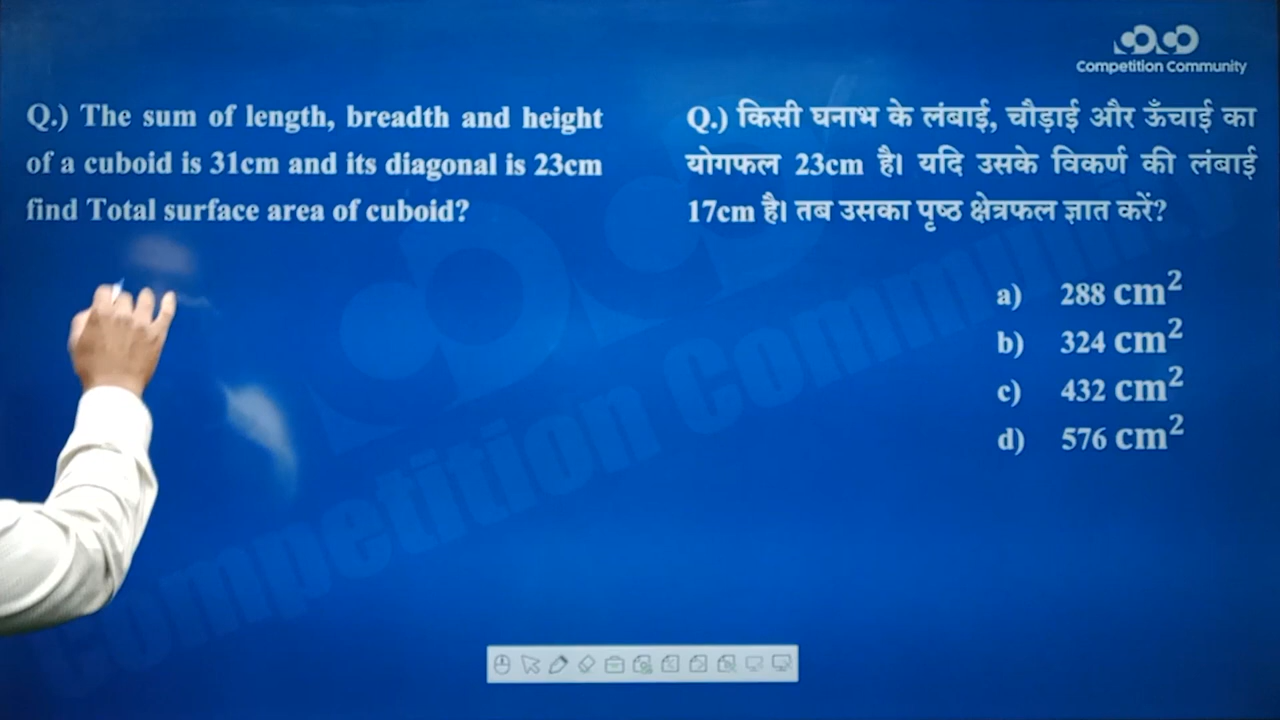 Competition Community
Q.) The sum of length, breadth and height
of a cuboid is 31cm and its diagonal is 23cm
find Total surface area of cuboid?
Q.) किसी घनाभ के लंबाई, चौड़ाई और ऊँचाई का
योगफल 23cm है। यदि उसके विकर्ण की लंबाई
17cm है। तब उसका पृष्ठ क्षेत्रफल ज्ञात करें?
a) 288 cm²
b) 324 cm²
c) 432 cm²
d) 576 cm²
Competition Community